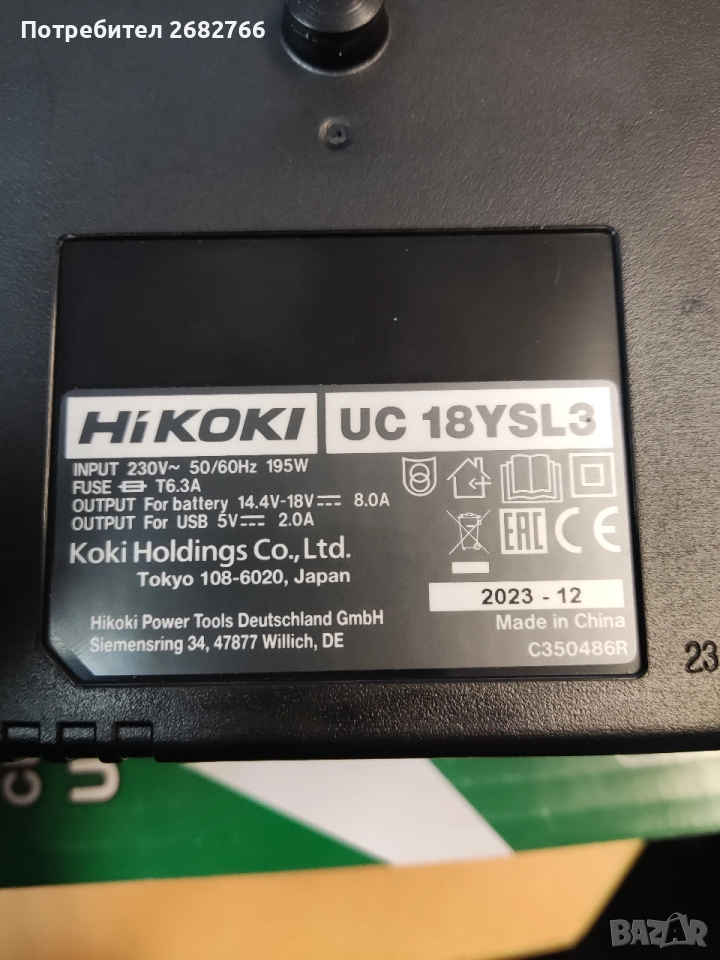 Потребител 2682766
HiKOKI
UC 18YSL3
INPUT 230V~ 50/60Hz 195W
FUSE T6.3A
OUTPUT For battery 14.4V-18V⎓ 8.0A
OUTPUT For USB 5V⎓ 2.0A
EAC CE
Koki Holdings Co., Ltd.
Tokyo 108-6020, Japan
2023 - 12
Hikoki Power Tools Deutschland GmbH
Made in China
Siemensring 34, 47877 Willich, DE
C350486R
23
BAZAR